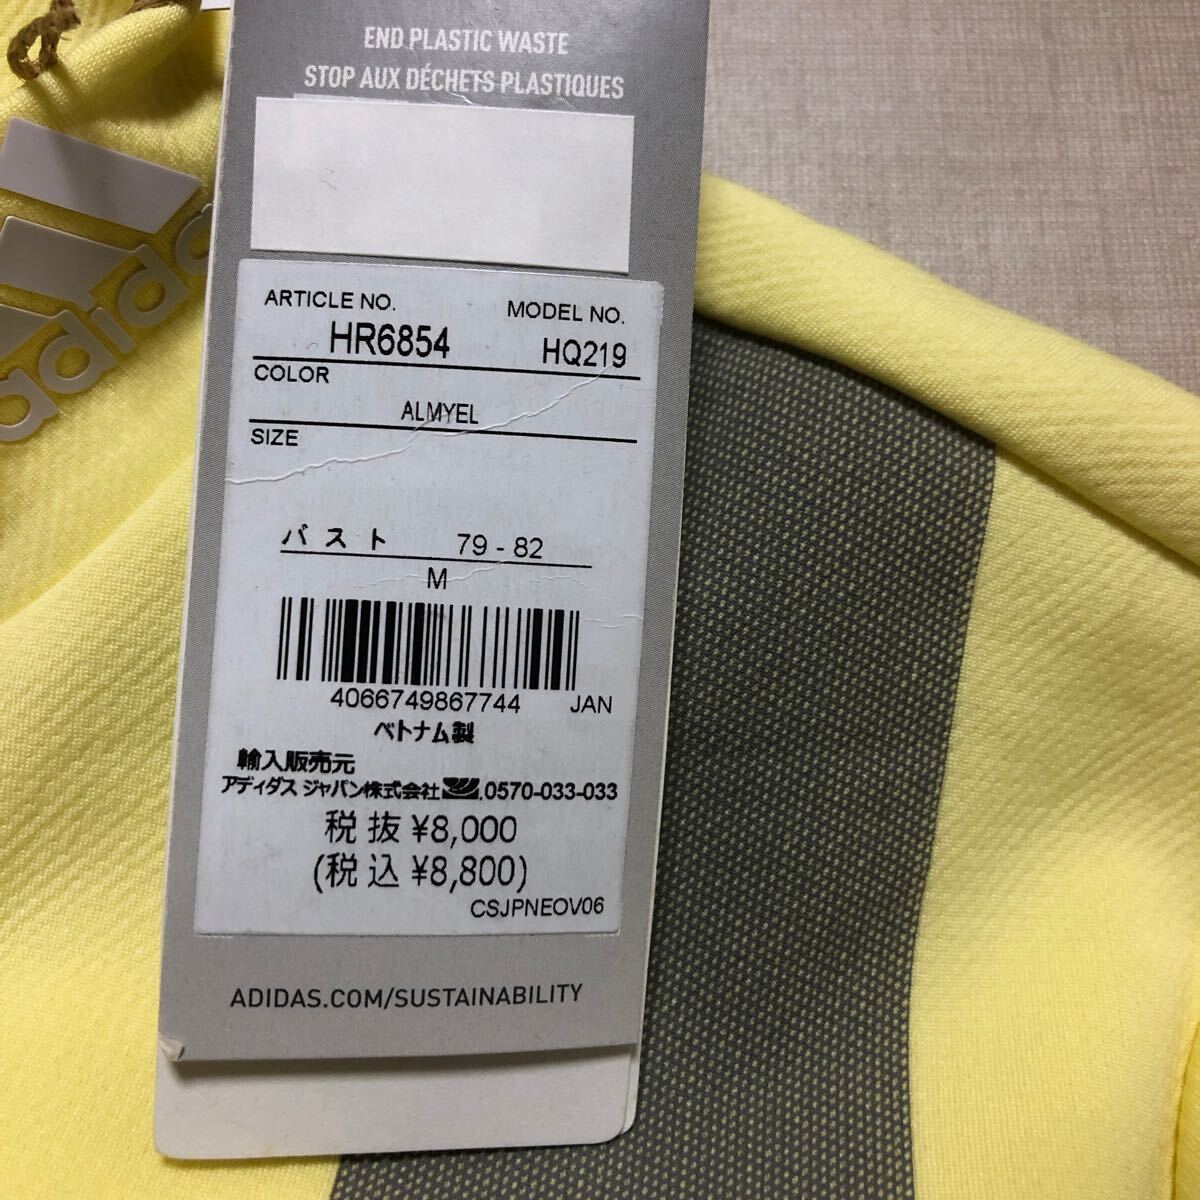 END PLASTIC WASTE
STOP AUX DÉCHETS PLASTIQUES
adidas
ARTICLE NO. MODEL NO.
HR6854 HQ219
COLOR
ALMYEL
SIZE
バスト 79 - 82
M
4066749867744 JAN
ベトナム製
輸入販売元
アディダス ジャパン株式会社 0570-033-033
税抜 ¥8,000
(税込 ¥8,800)
CSJPNEOV06
ADIDAS.COM/SUSTAINABILITY